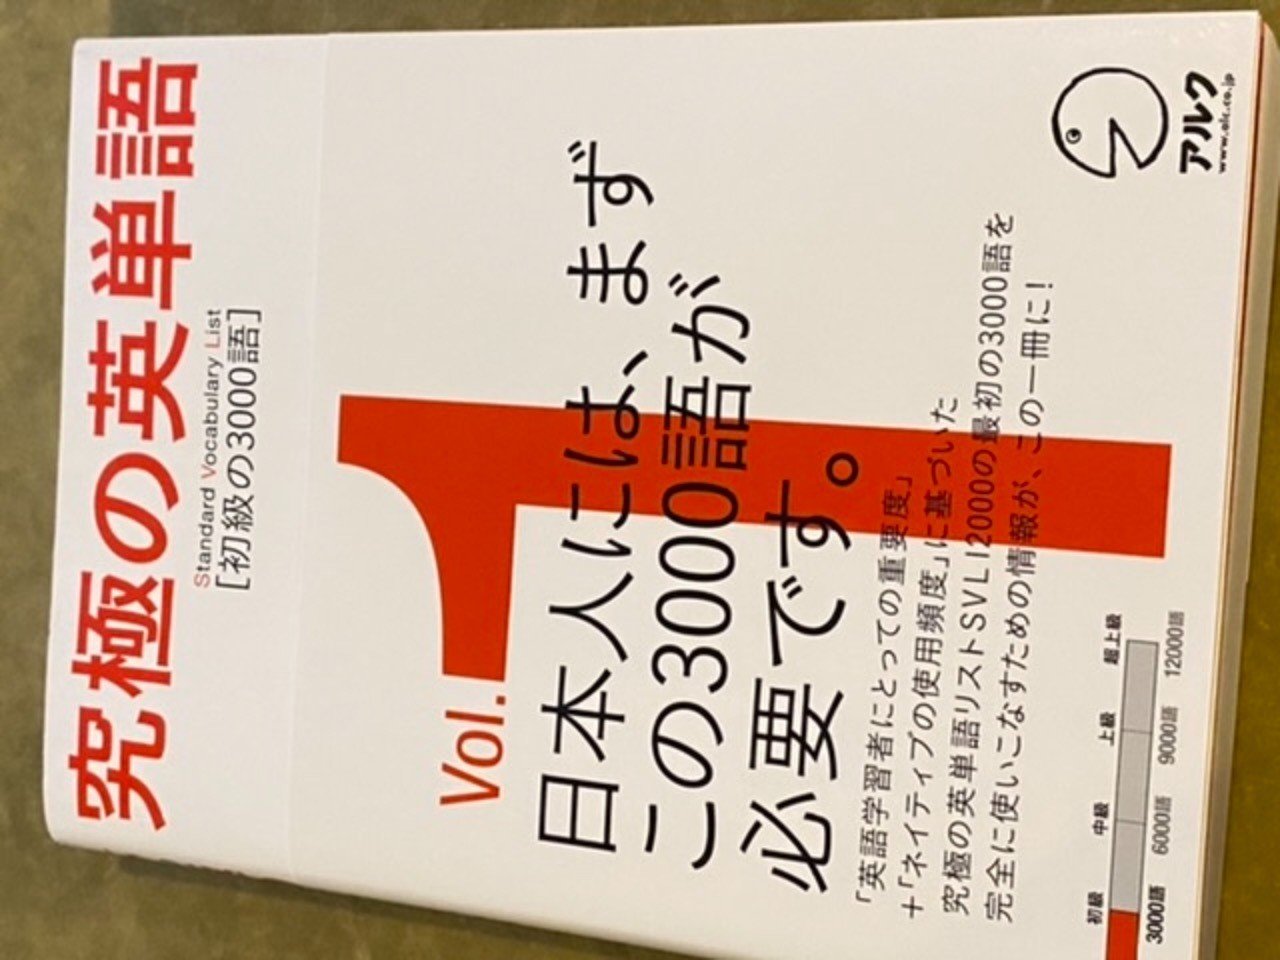 究極の英単語
Standard Vocabulary List
[初級の3000語]
Vol.1
日本人には、まず
この3000語が
必要です。
「英語学習者にとっての重要度」
+「ネイティブの使用頻度」に基づいた
究極の英単語リストSVL12000の最初の3000語を
完全に使いこなすための情報が、この一冊に!
初級 中級 上級 超上級
3000語 6000語 9000語 12000語
アルク
www.alc.co.jp